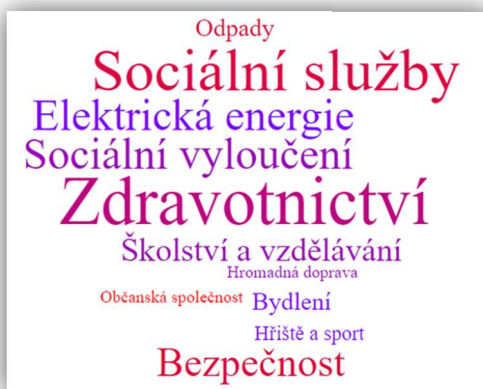 Odpady
Sociální služby
Elektrická energie
Sociální vyloučení
Zdravotnictví
Školství a vzdělávání
Hromadná doprava
Občanská společnost Bydlení
Hřiště a sport
Bezpečnost